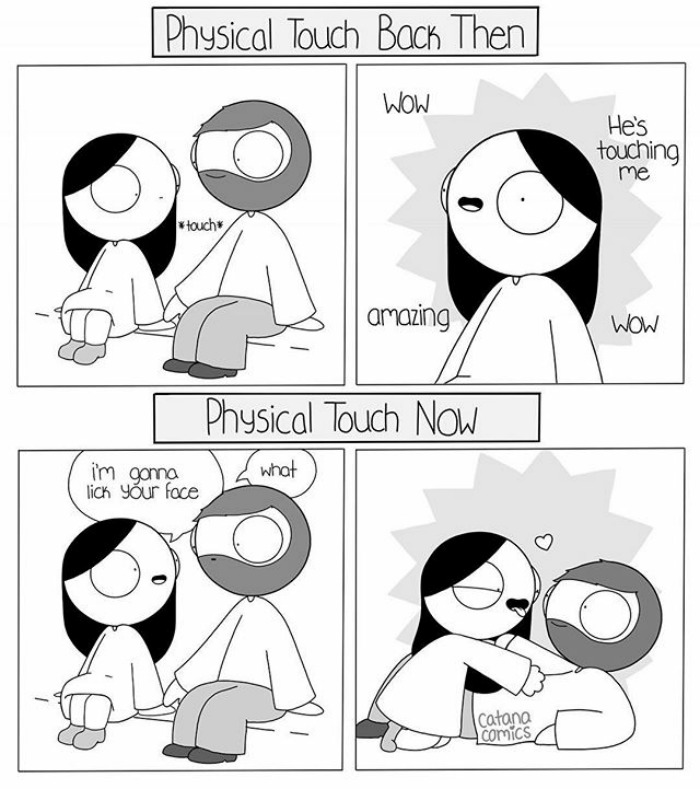 Physical Touch Back Then
*touch*
Wow
He's
touching
me
amazing
Wow
Physical Touch Now
i'm gonna
lick your face
what
catana
comics